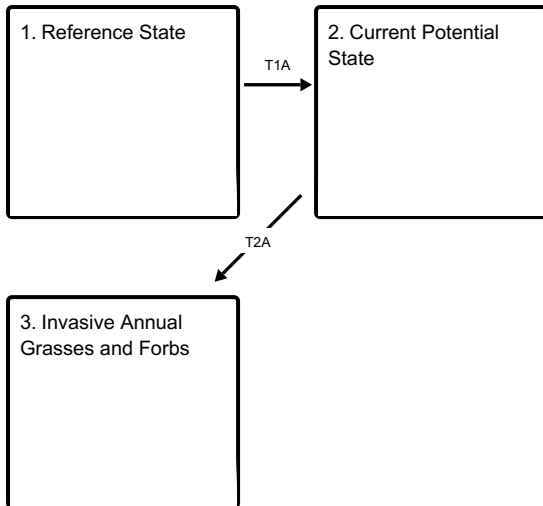 1. Reference State
T1A
2. Current Potential
State
T2A
3. Invasive Annual
Grasses and Forbs